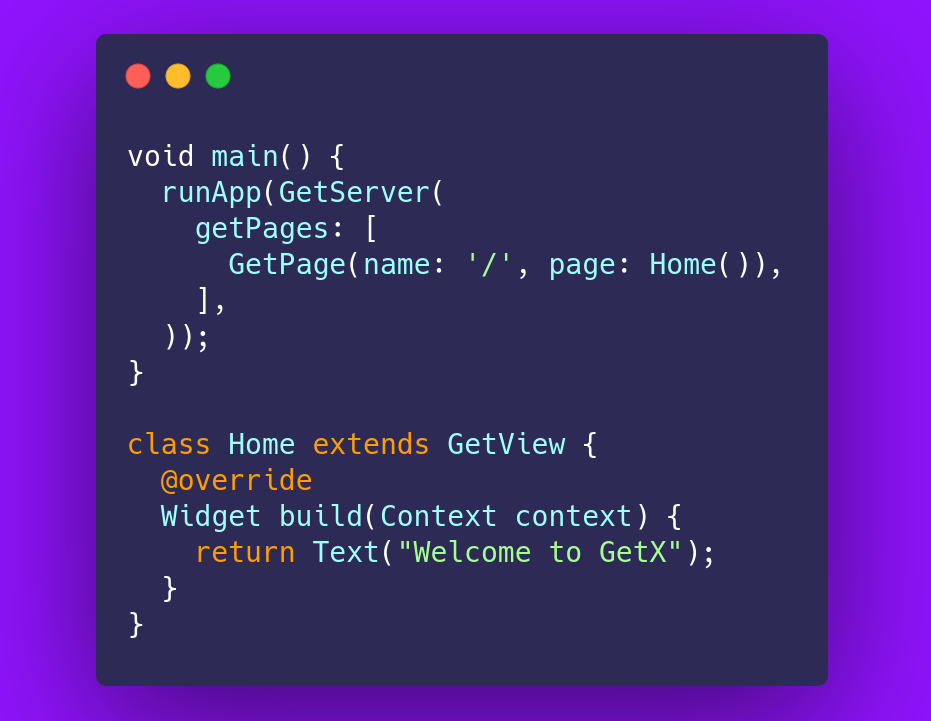 void main() {
  runApp(GetServer(
    getPages: [
      GetPage(name: '/', page: Home()),
    ],
  ));
}

class Home extends GetView {
  @override
  Widget build(Context context) {
    return Text("Welcome to GetX");
  }
}